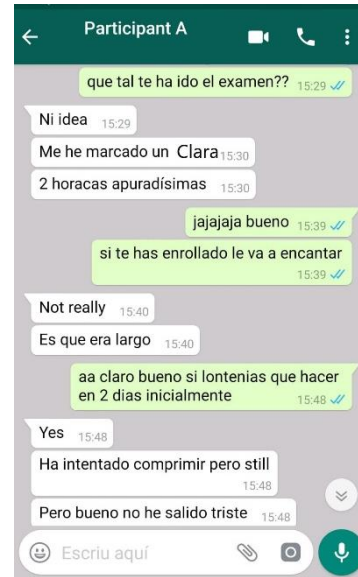 Participant A
que tal te ha ido el examen?? 15:29
Ni idea 15:29
Me he marcado un Clara 15:30
2 horacas apuradísimas 15:30
jajajaja bueno 15:39
si te has enrollado le va a encantar
15:39
Not really 15:40
Es que era largo 15:40
aa claro bueno si lontenias que hacer
en 2 dias inicialmente 15:48
Yes 15:48
Ha intentado comprimir pero still
15:48
Pero bueno no he salido triste 15:48
Escriu aquí